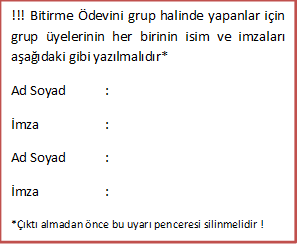 !!! Bitirme Ödevini grup halinde yapanlar için
grup üyelerinin her birinin isim ve imzaları
aşağıdaki gibi yazılmalıdır*
Ad Soyad :
İmza :
Ad Soyad :
İmza :
*Çıktı almadan önce bu uyarı penceresi silinmelidir !